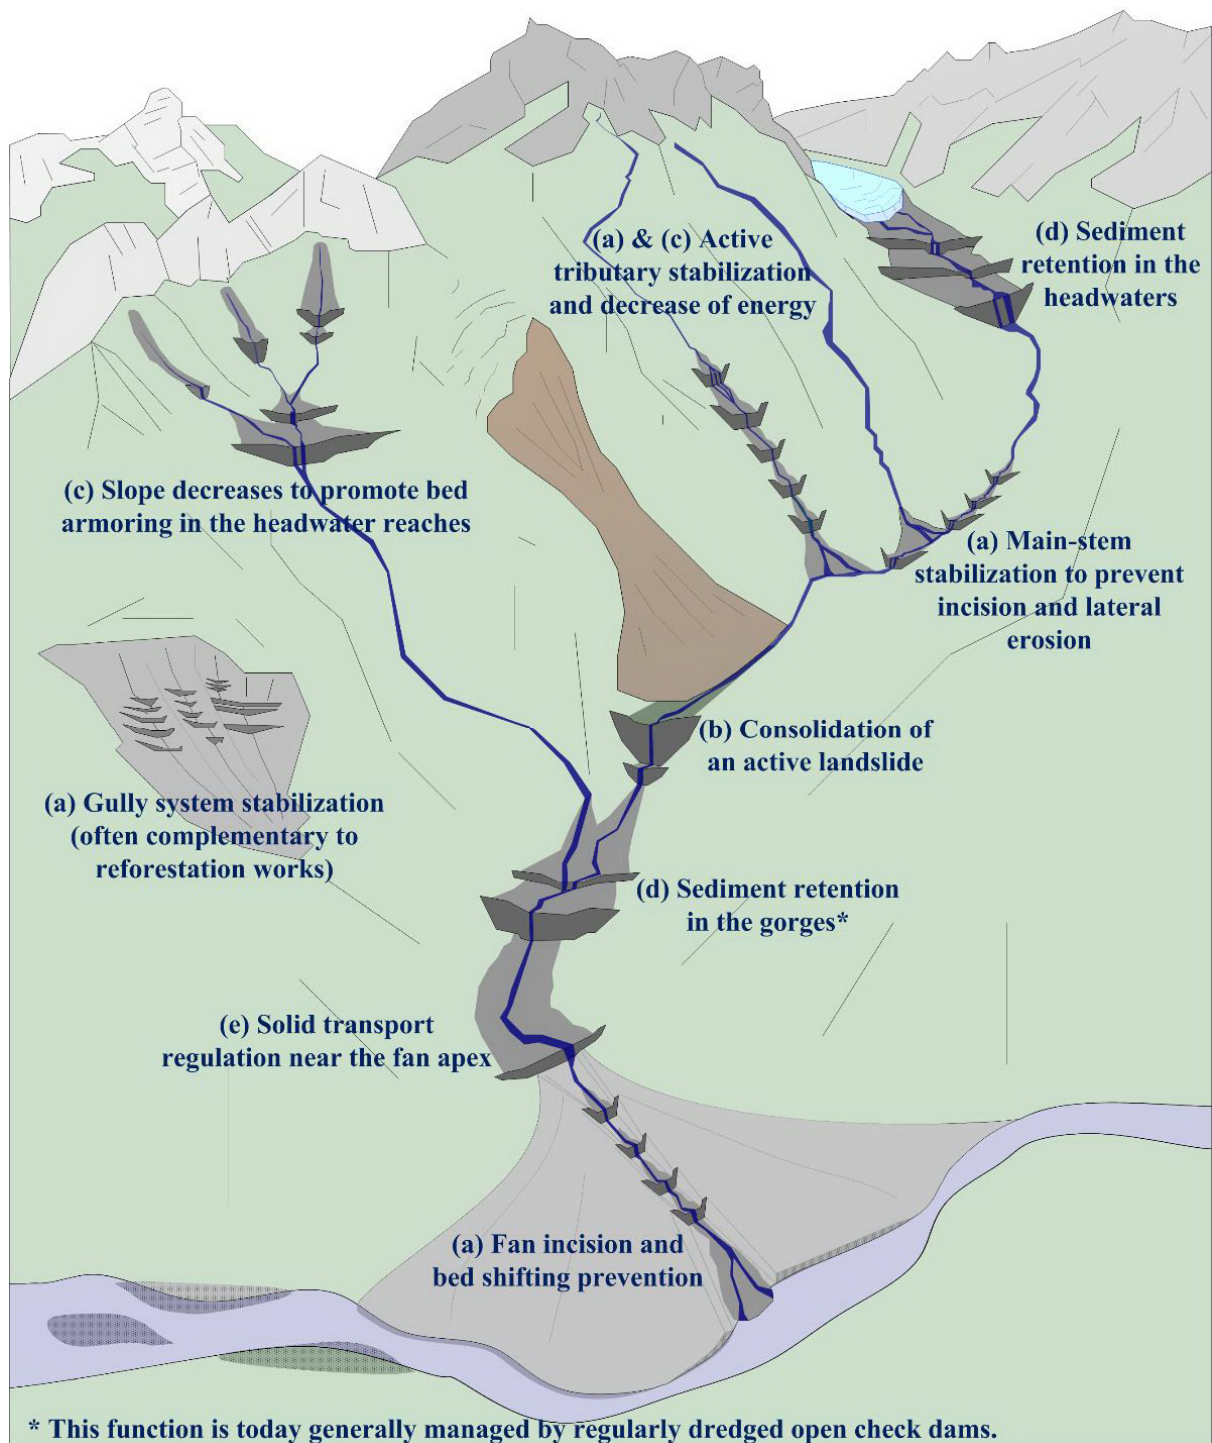 (a) & (c) Active
tributary stabilization
and decrease of energy
(d) Sediment
retention in the
headwaters
(c) Slope decreases to promote bed
armoring in the headwater reaches
(a) Main-stem
stabilization to prevent
incision and lateral
erosion
(b) Consolidation of
an active landslide
(a) Gully system stabilization
(often complementary to
reforestation works)
(d) Sediment retention
in the gorges*
(e) Solid transport
regulation near the fan apex
(a) Fan incision and
bed shifting prevention
* This function is today generally managed by regularly dredged open check dams.